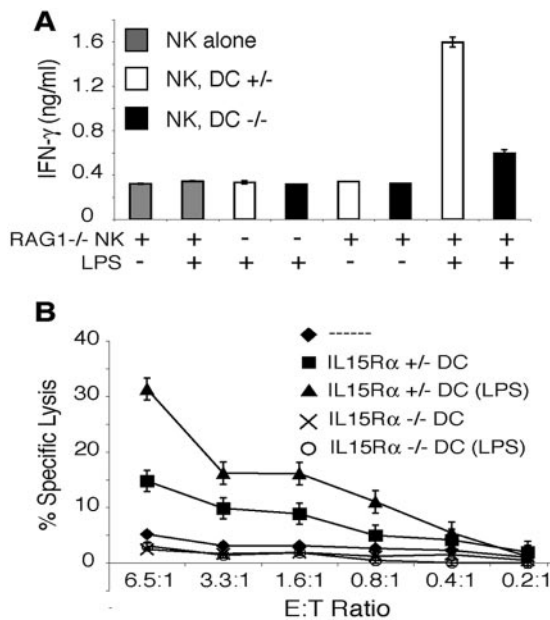 A
NK alone
NK, DC +/-
NK, DC -/-
IFN-γ (ng/ml)
1.6
1.2
0.8
0.4
0
RAG1-/- NK + + - - + + + +
LPS - + + + - - + +
B
% Specific Lysis
40
30
20
10
0
------
IL15Rα +/- DC
IL15Rα +/- DC (LPS)
IL15Rα -/- DC
IL15Rα -/- DC (LPS)
6.5:1 3.3:1 1.6:1 0.8:1 0.4:1 0.2:1
E:T Ratio